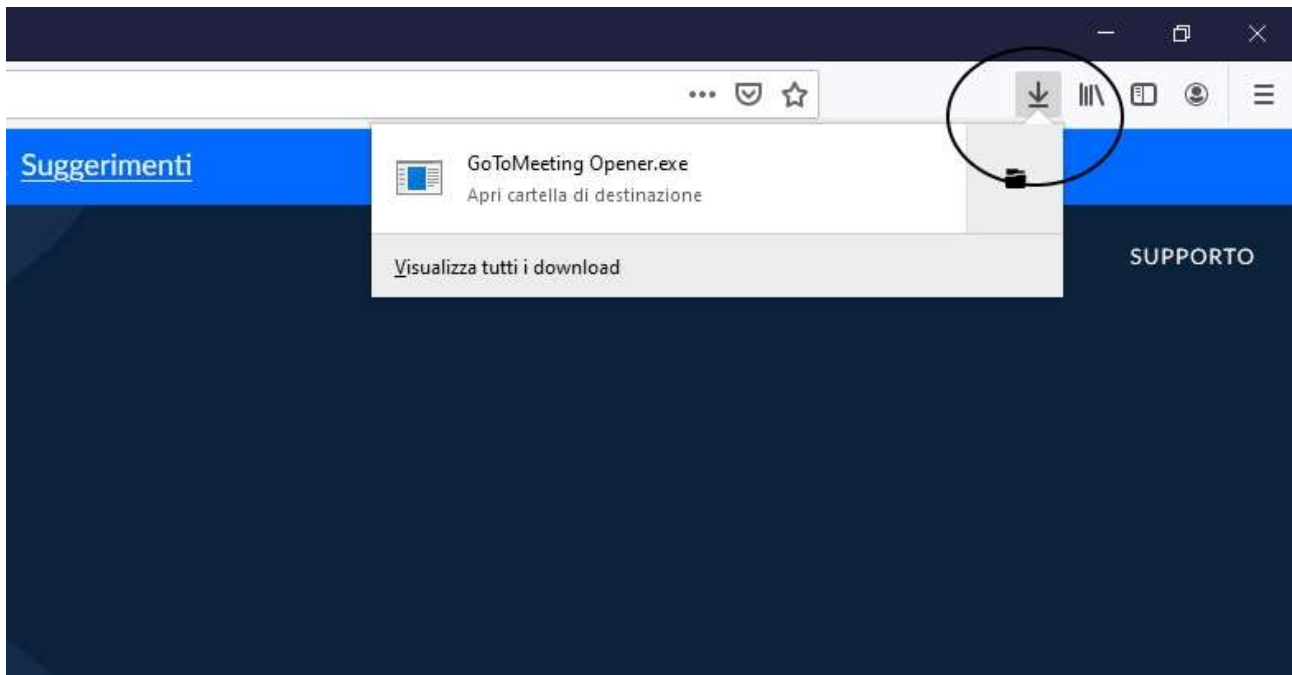 Suggerimenti
GoToMeeting Opener.exe
Apri cartella di destinazione
Visualizza tutti i download
SUPPORTO